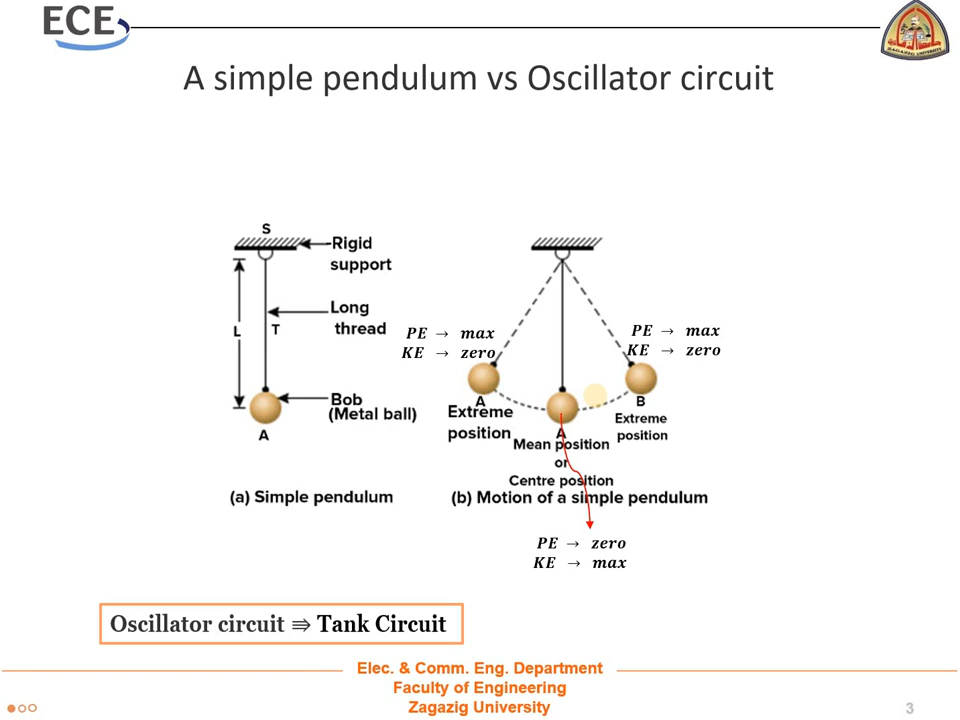 ECE
ZAGAZIG UNIVERSITY
A simple pendulum vs Oscillator circuit
S
Rigid
support
L
T
Long
thread
Bob
(Metal ball)
A
(a) Simple pendulum
PE → max
KE → zero
PE → max
KE → zero
A
Extreme
position
A
Mean position
or
Centre position
B
Extreme
position
(b) Motion of a simple pendulum
PE → zero
KE → max
Oscillator circuit ⇛ Tank Circuit
Elec. & Comm. Eng. Department
Faculty of Engineering
Zagazig University
3